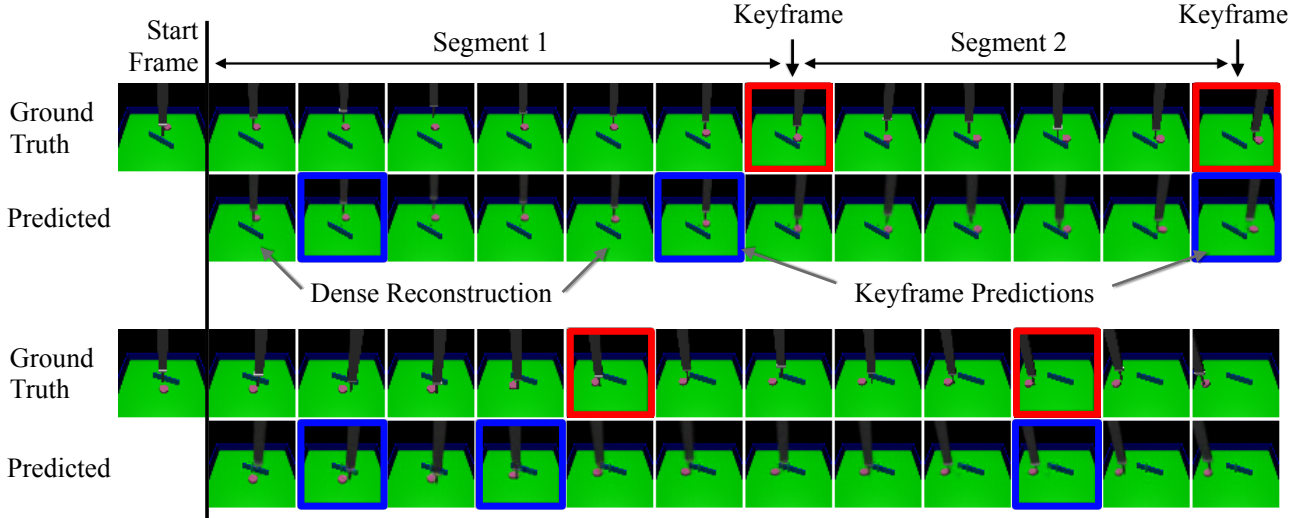 Keyframe
Keyframe
Start
Frame
Segment 1
Segment 2
Ground
Truth
Predicted
Dense Reconstruction
Keyframe Predictions
Ground
Truth
Predicted